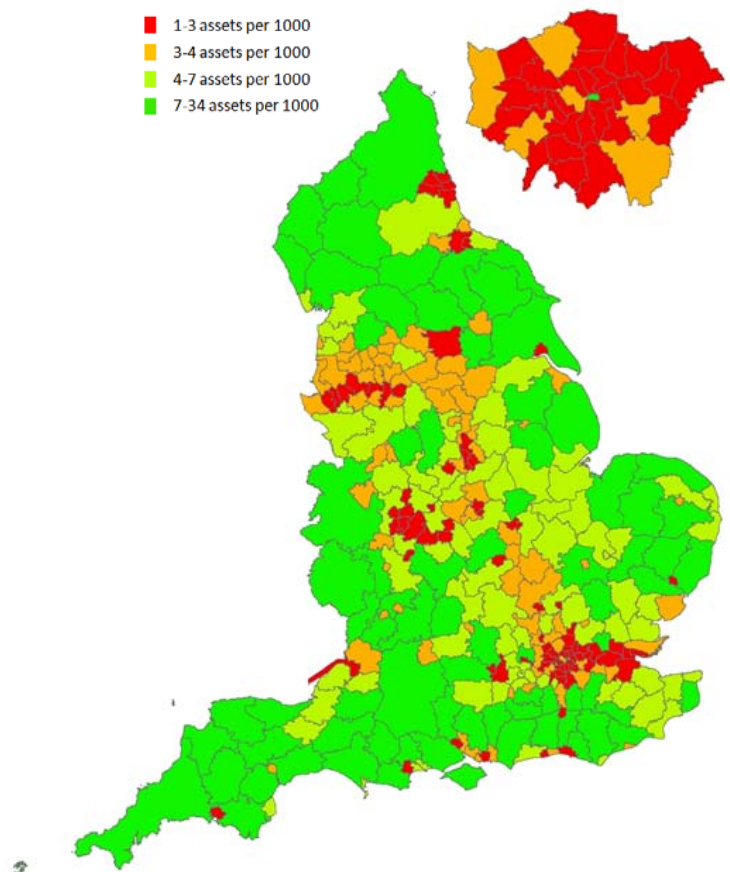 1-3 assets per 1000
3-4 assets per 1000
4-7 assets per 1000
7-34 assets per 1000